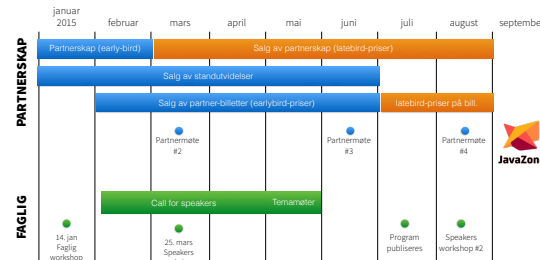 januar
2015
februar
mars
april
mai
juni
juli
august
septembe
PARTNERSKAP
Partnerskap (early-bird)
Salg av partnerskap (latebird-priser)
Salg av standutvidelser
Salg av partner-billetter (earlybird-priser)
latebird-priser på bill.
Partnermøte
#2
Partnermøte
#3
Partnermøte
#4
JavaZon
FAGLIG
Call for speakers
Temamøter
14. jan
Faglig
workshop
25. mars
Speakers
Program
publiseres
Speakers
workshop #2